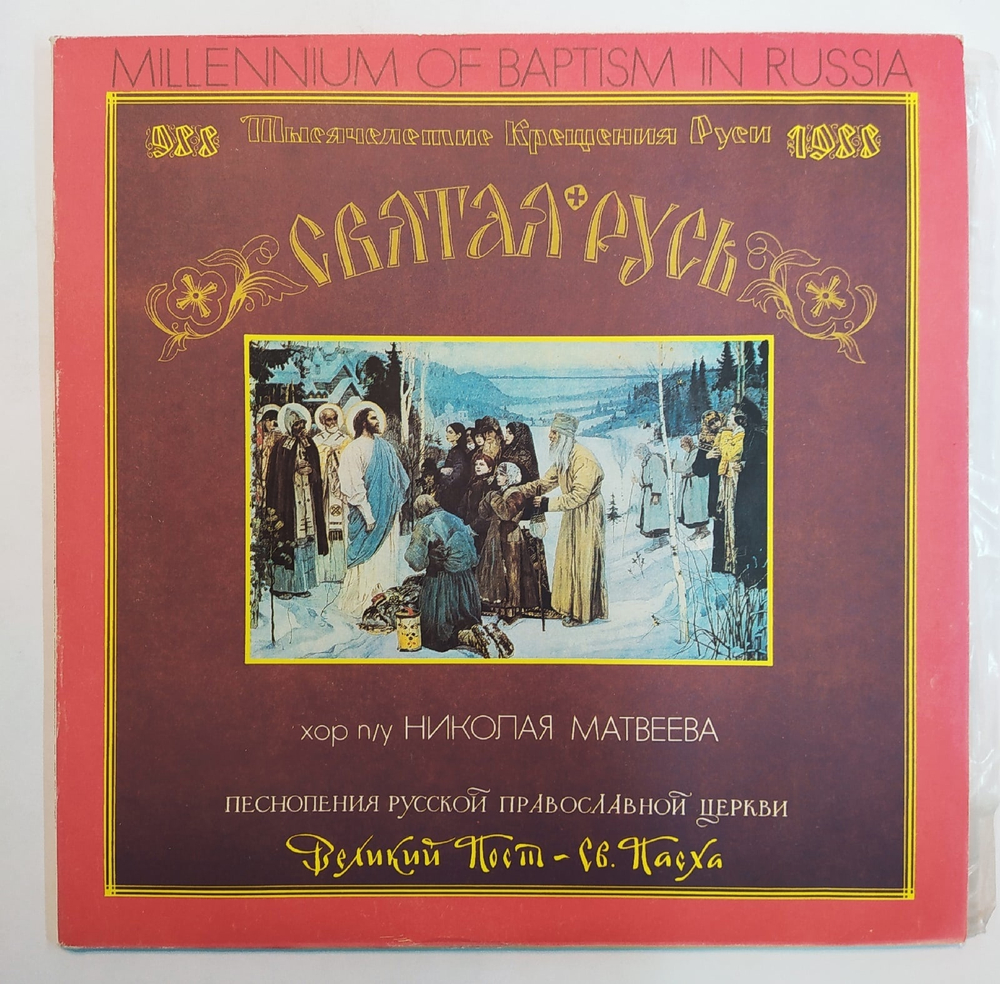 MILLENNIUM OF BAPTISM IN RUSSIA
988 Тысячелетие Крещения Руси 1988
СВЯТАЯ РУСЬ
хор п/у НИКОЛАЯ МАТВЕЕВА
ПЕСНОПЕНИЯ РУССКОЙ ПРАВОСЛАВНОЙ ЦЕРКВИ
Великий Пост - Св. Пасха